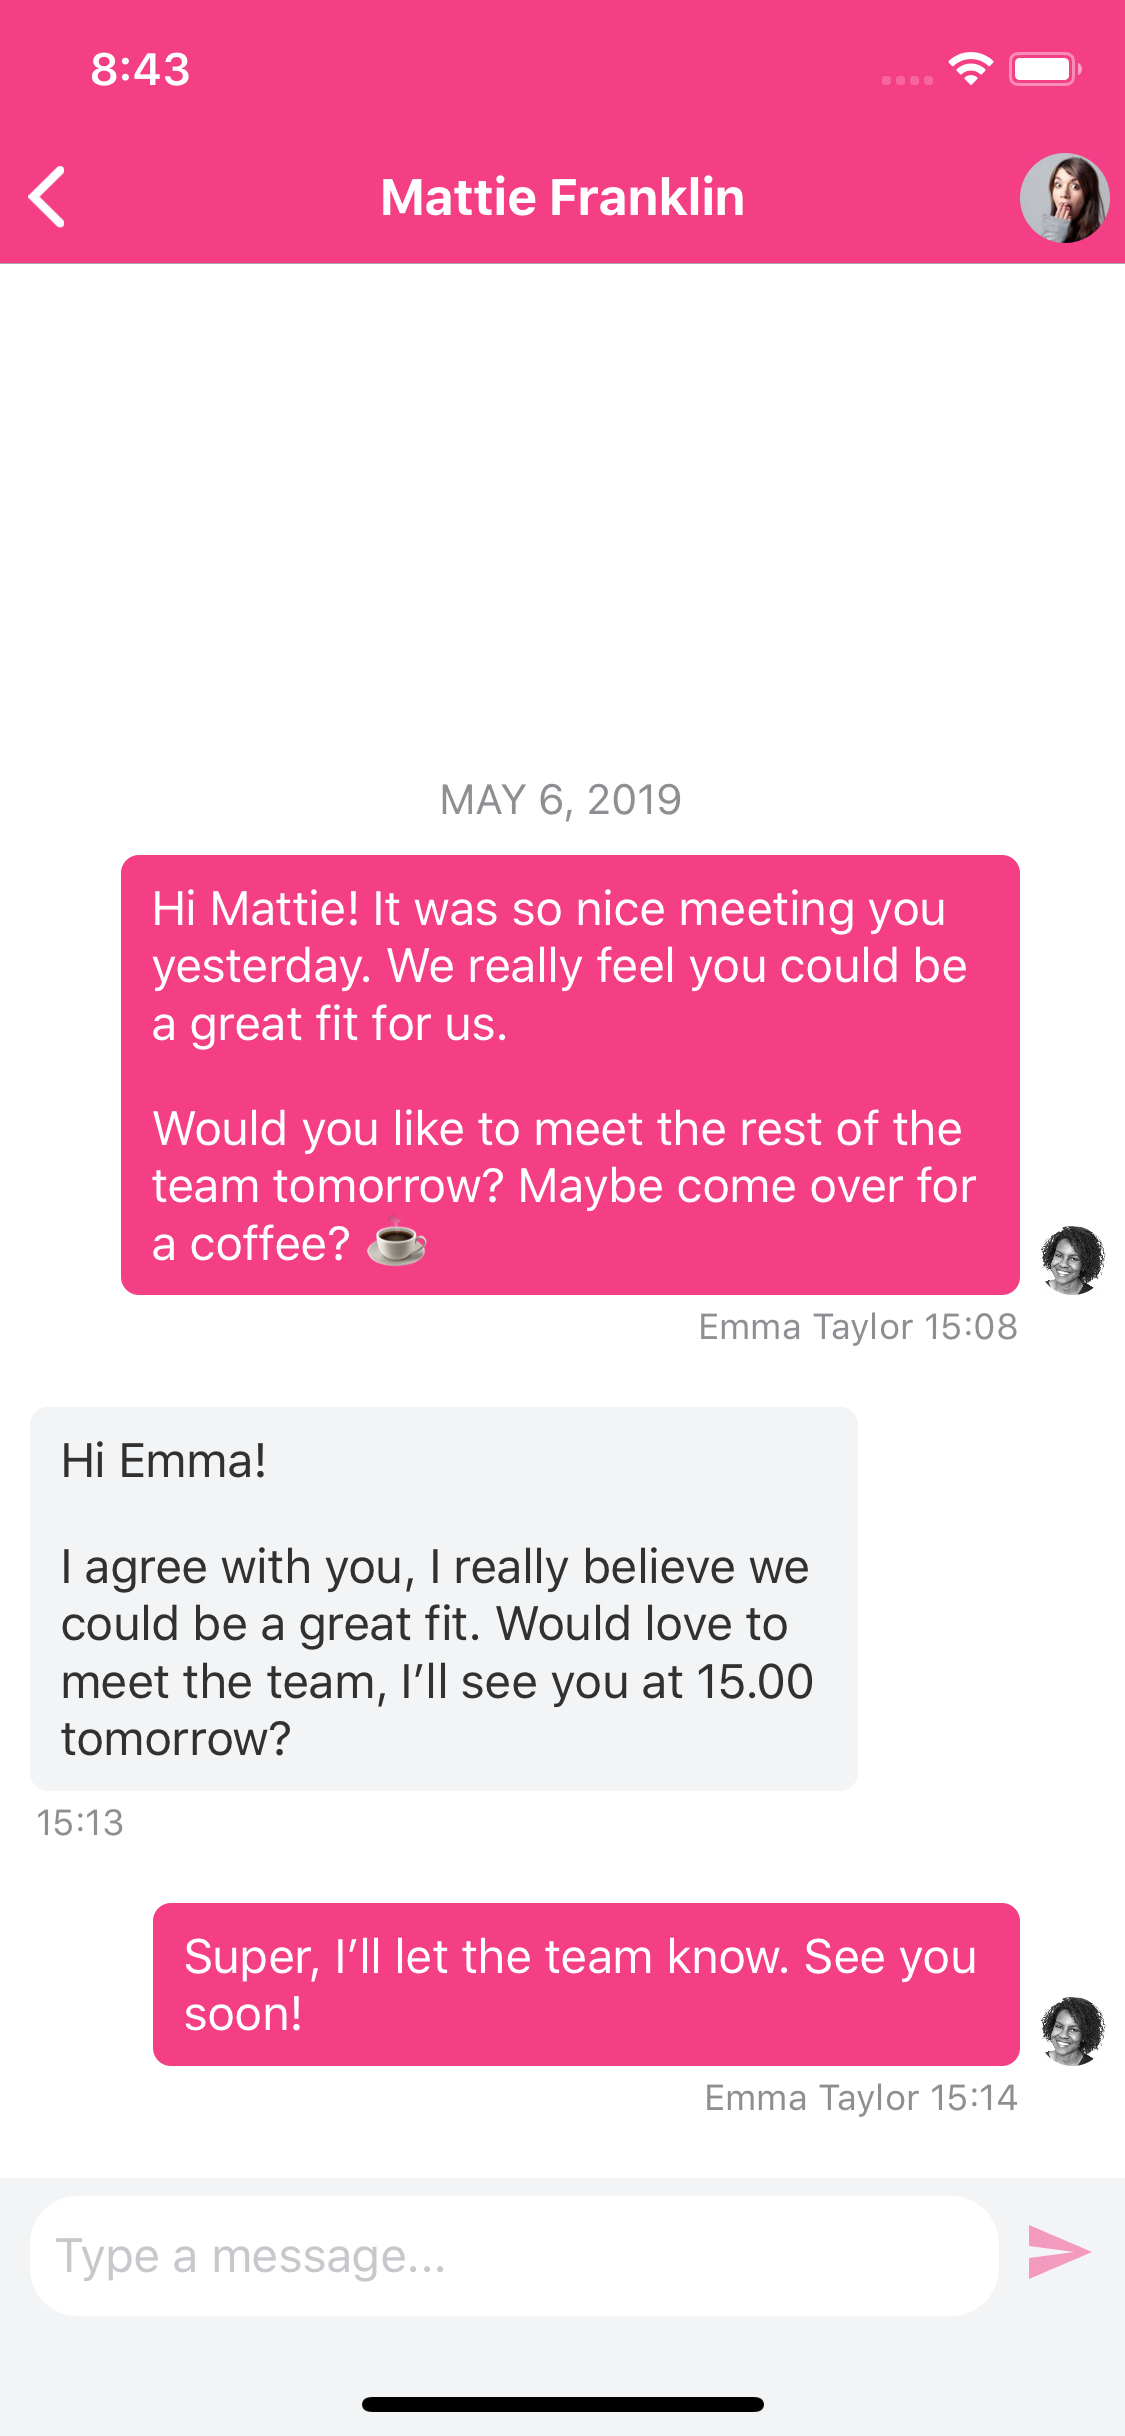 8:43
Mattie Franklin
MAY 6, 2019
Hi Mattie! It was so nice meeting you
yesterday. We really feel you could be
a great fit for us.
Would you like to meet the rest of the
team tomorrow? Maybe come over for
a coffee? ☕
Emma Taylor 15:08
Hi Emma!
I agree with you, I really believe we
could be a great fit. Would love to
meet the team, I’ll see you at 15.00
tomorrow?
15:13
Super, I’ll let the team know. See you
soon!
Emma Taylor 15:14
Type a message...